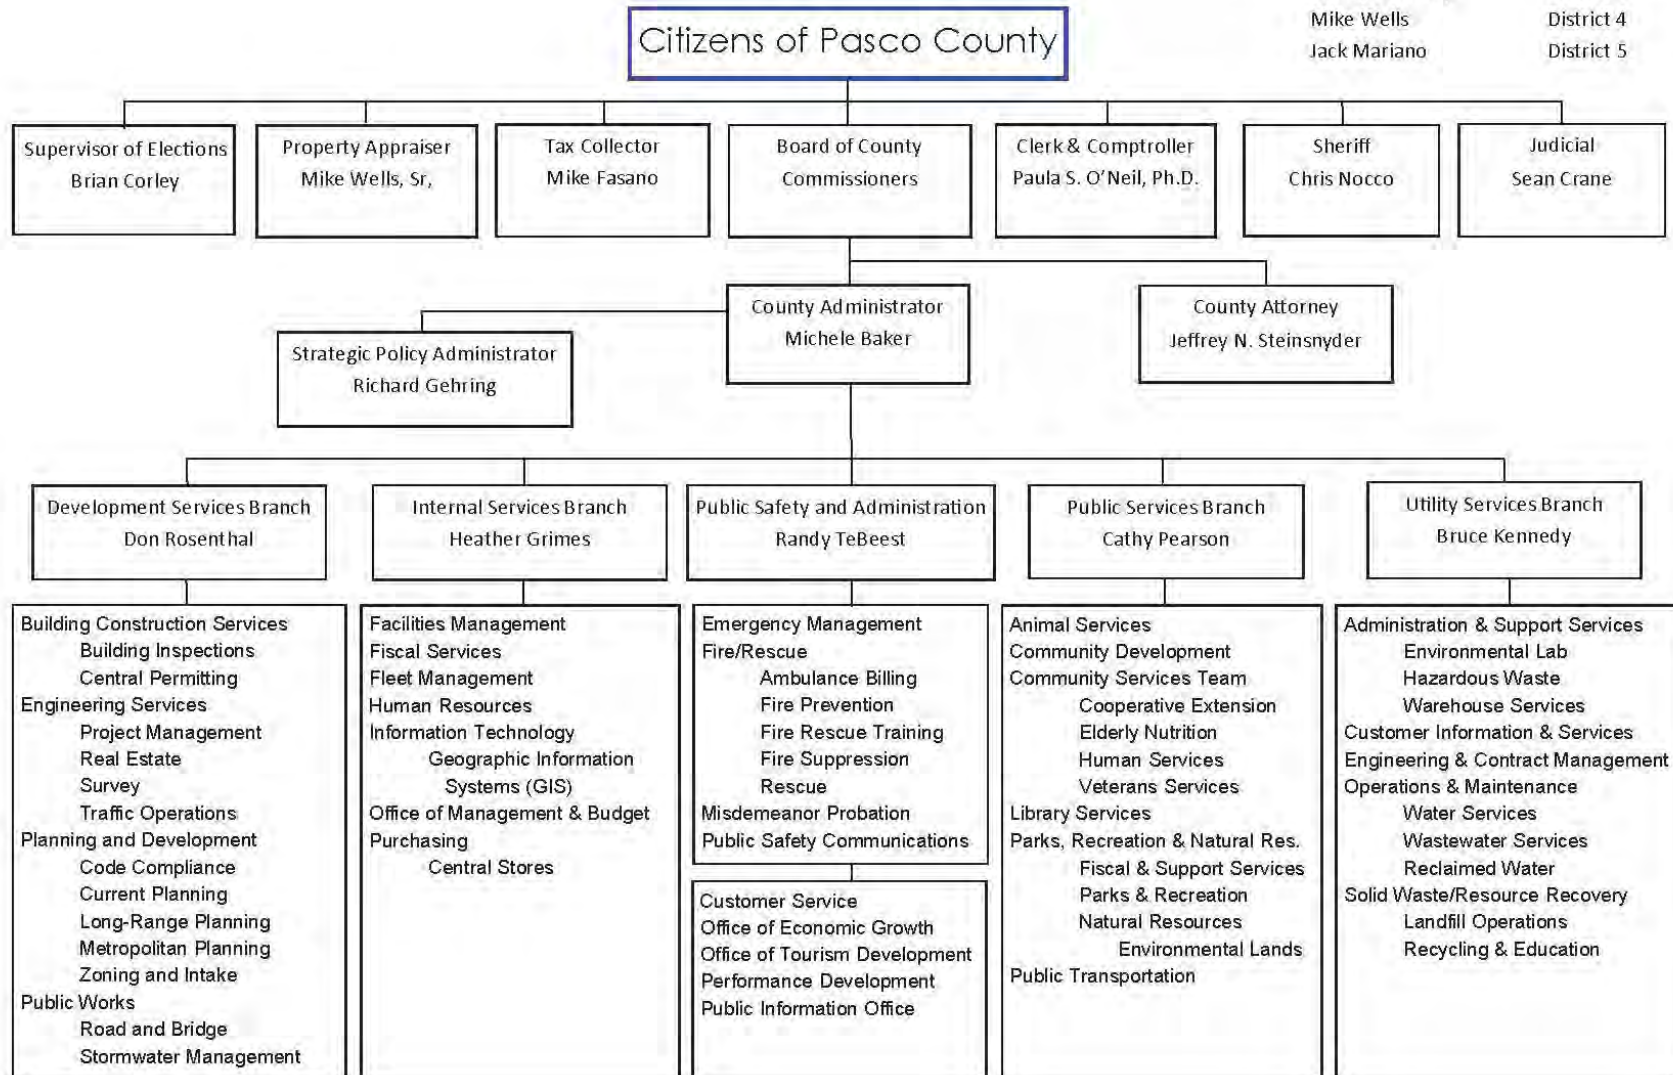 Mike Wells District 4
Jack Mariano District 5
Citizens of Pasco County
Supervisor of Elections
Brian Corley
Property Appraiser
Mike Wells, Sr,
Tax Collector
Mike Fasano
Board of County
Commissioners
Clerk & Comptroller
Paula S. O'Neil, Ph.D.
Sheriff
Chris Nocco
Judicial
Sean Crane
County Administrator
Michele Baker
County Attorney
Jeffrey N. Steinsnyder
Strategic Policy Administrator
Richard Gehring
Development Services Branch
Don Rosenthal
Internal Services Branch
Heather Grimes
Public Safety and Administration
Randy TeBeest
Public Services Branch
Cathy Pearson
Utility Services Branch
Bruce Kennedy
Building Construction Services
Building Inspections
Central Permitting
Engineering Services
Project Management
Real Estate
Survey
Traffic Operations
Planning and Development
Code Compliance
Current Planning
Long-Range Planning
Metropolitan Planning
Zoning and Intake
Public Works
Road and Bridge
Stormwater Management
Facilities Management
Fiscal Services
Fleet Management
Human Resources
Information Technology
Geographic Information
Systems (GIS)
Office of Management & Budget
Purchasing
Central Stores
Emergency Management
Fire/Rescue
Ambulance Billing
Fire Prevention
Fire Rescue Training
Fire Suppression
Rescue
Misdemeanor Probation
Public Safety Communications
Customer Service
Office of Economic Growth
Office of Tourism Development
Performance Development
Public Information Office
Animal Services
Community Development
Community Services Team
Cooperative Extension
Elderly Nutrition
Human Services
Veterans Services
Library Services
Parks, Recreation & Natural Res.
Fiscal & Support Services
Parks & Recreation
Natural Resources
Environmental Lands
Public Transportation
Administration & Support Services
Environmental Lab
Hazardous Waste
Warehouse Services
Customer Information & Services
Engineering & Contract Management
Operations & Maintenance
Water Services
Wastewater Services
Reclaimed Water
Solid Waste/Resource Recovery
Landfill Operations
Recycling & Education